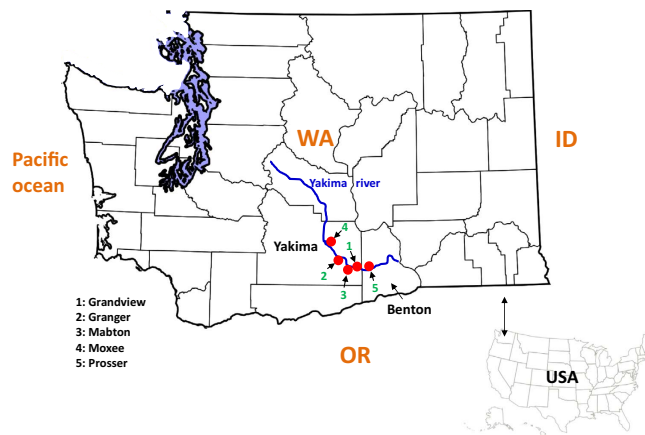 WA
ID
Pacific
ocean
Yakima river
Yakima
4
1
2
3
5
Benton
1: Grandview
2: Granger
3: Mabton
4: Moxee
5: Prosser
OR
USA